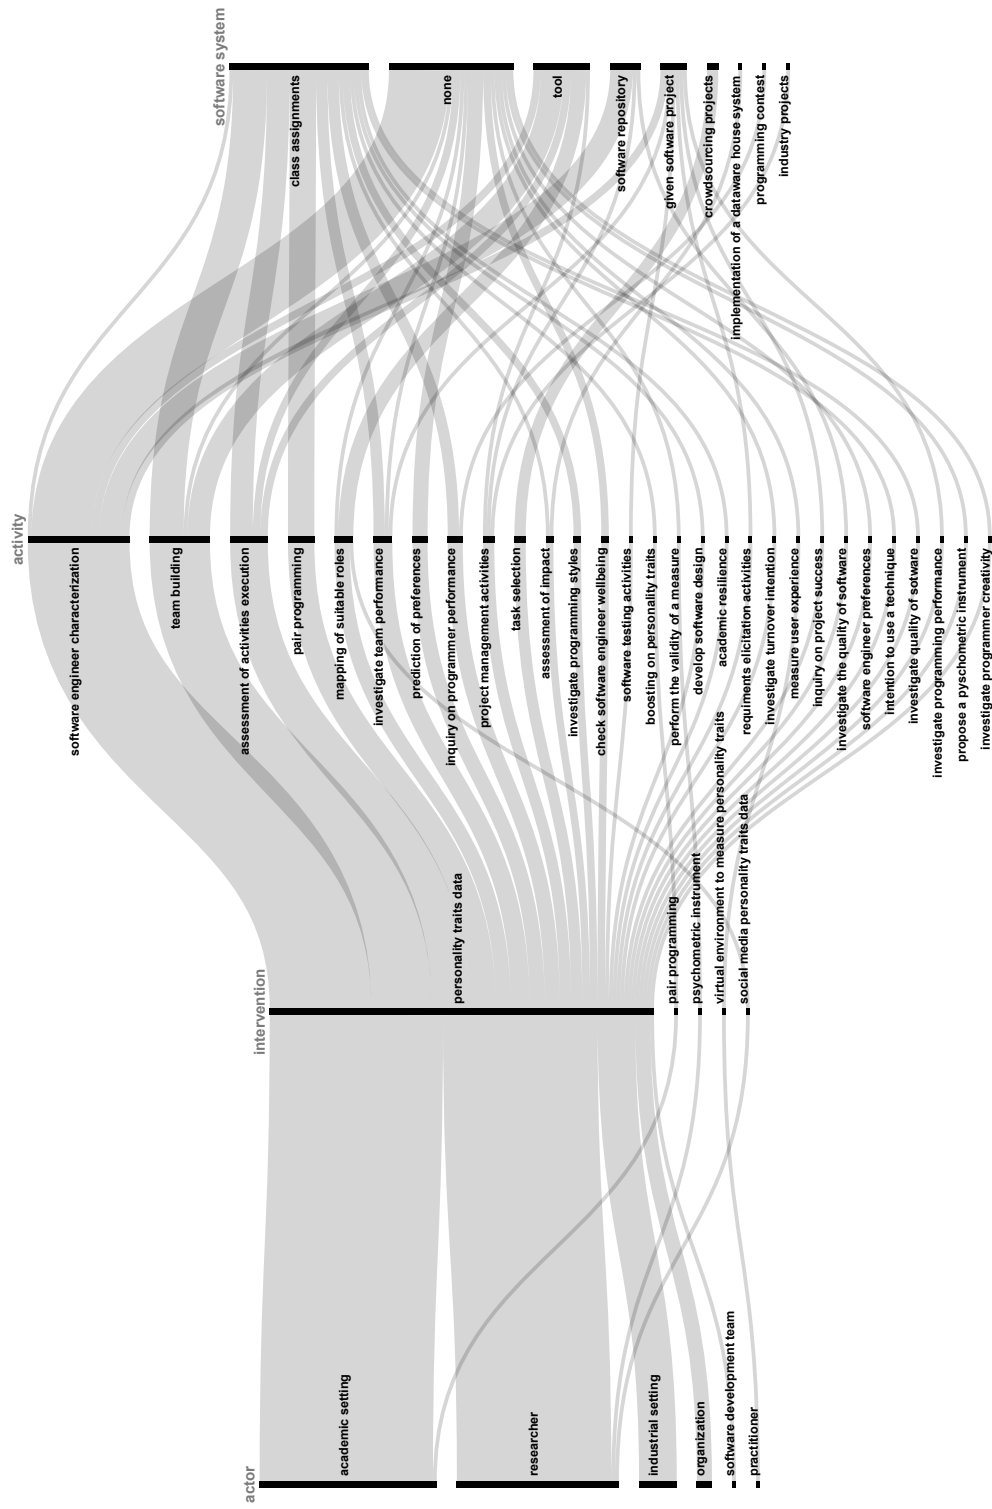 actor
academic setting
researcher
industrial setting
organization
software development team
practitioner
intervention
personality traits data
pair programming
psychometric instrument
virtual environment to measure personality traits
social media personality traits data
activity
software engineer characterization
team building
assessment of activities execution
pair programming
mapping of suitable roles
investigate team performance
prediction of preferences
inquiry on programmer performance
project management activities
task selection
assessment of impact
investigate programming styles
check software engineer wellbeing
software testing activities
boosting on personality traits
perform the validity of a measure
develop software design
academic resilience
requiments elicitation activities
investigate turnover intention
measure user experience
inquiry on project success
investigate the quality of software
software engineer preferences
intention to use a technique
investigate quality of sotware
investigate programming performance
propose a pyschometric instrument
investigate programmer creativity
software system
class assignments
none
tool
software repository
given software project
crowdsourcing projects
implementation of a dataware house system
programming contest
industry projects